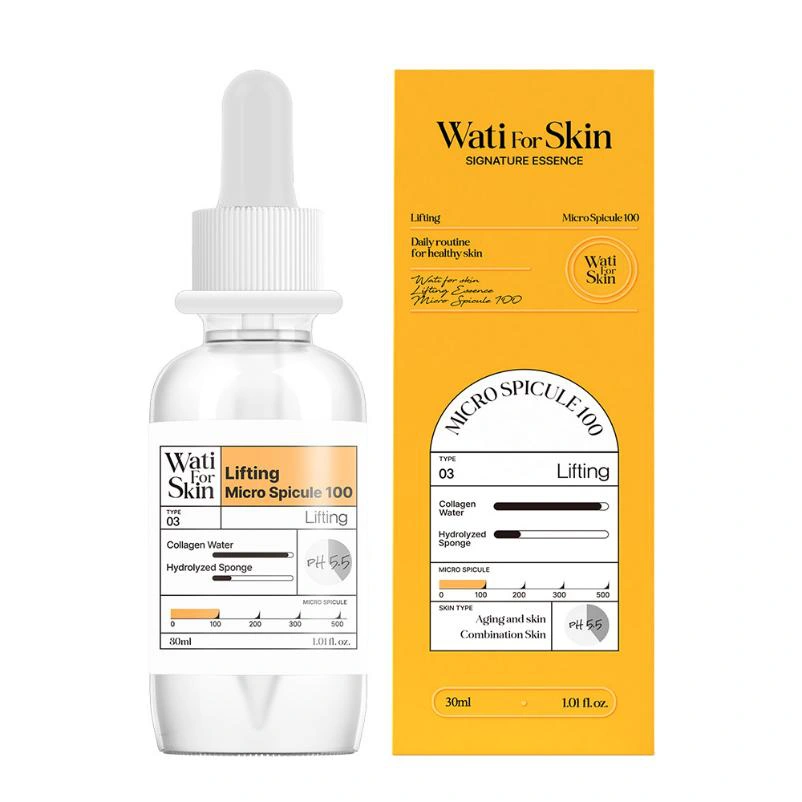 Wati
For
Skin
Lifting
Micro Spicule 100
TYPE
03
Lifting
Collagen Water
Hydrolyzed Sponge
pH 5.5
MICRO SPICULE
0 100 200 300 500
30ml 1.01 fl. oz.
Wati For Skin
SIGNATURE ESSENCE
Lifting Micro Spicule 100
Daily routine
for healthy skin
Wati for skin
Lifting Essence
Micro Spicule 100
Wati
For
Skin
MICRO SPICULE 100
TYPE
03
Lifting
Collagen
Water
Hydrolyzed
Sponge
MICRO SPICULE
0 100 200 300 500
SKIN TYPE
Aging and skin
Combination Skin
pH 5.5
30ml 1.01 fl. oz.